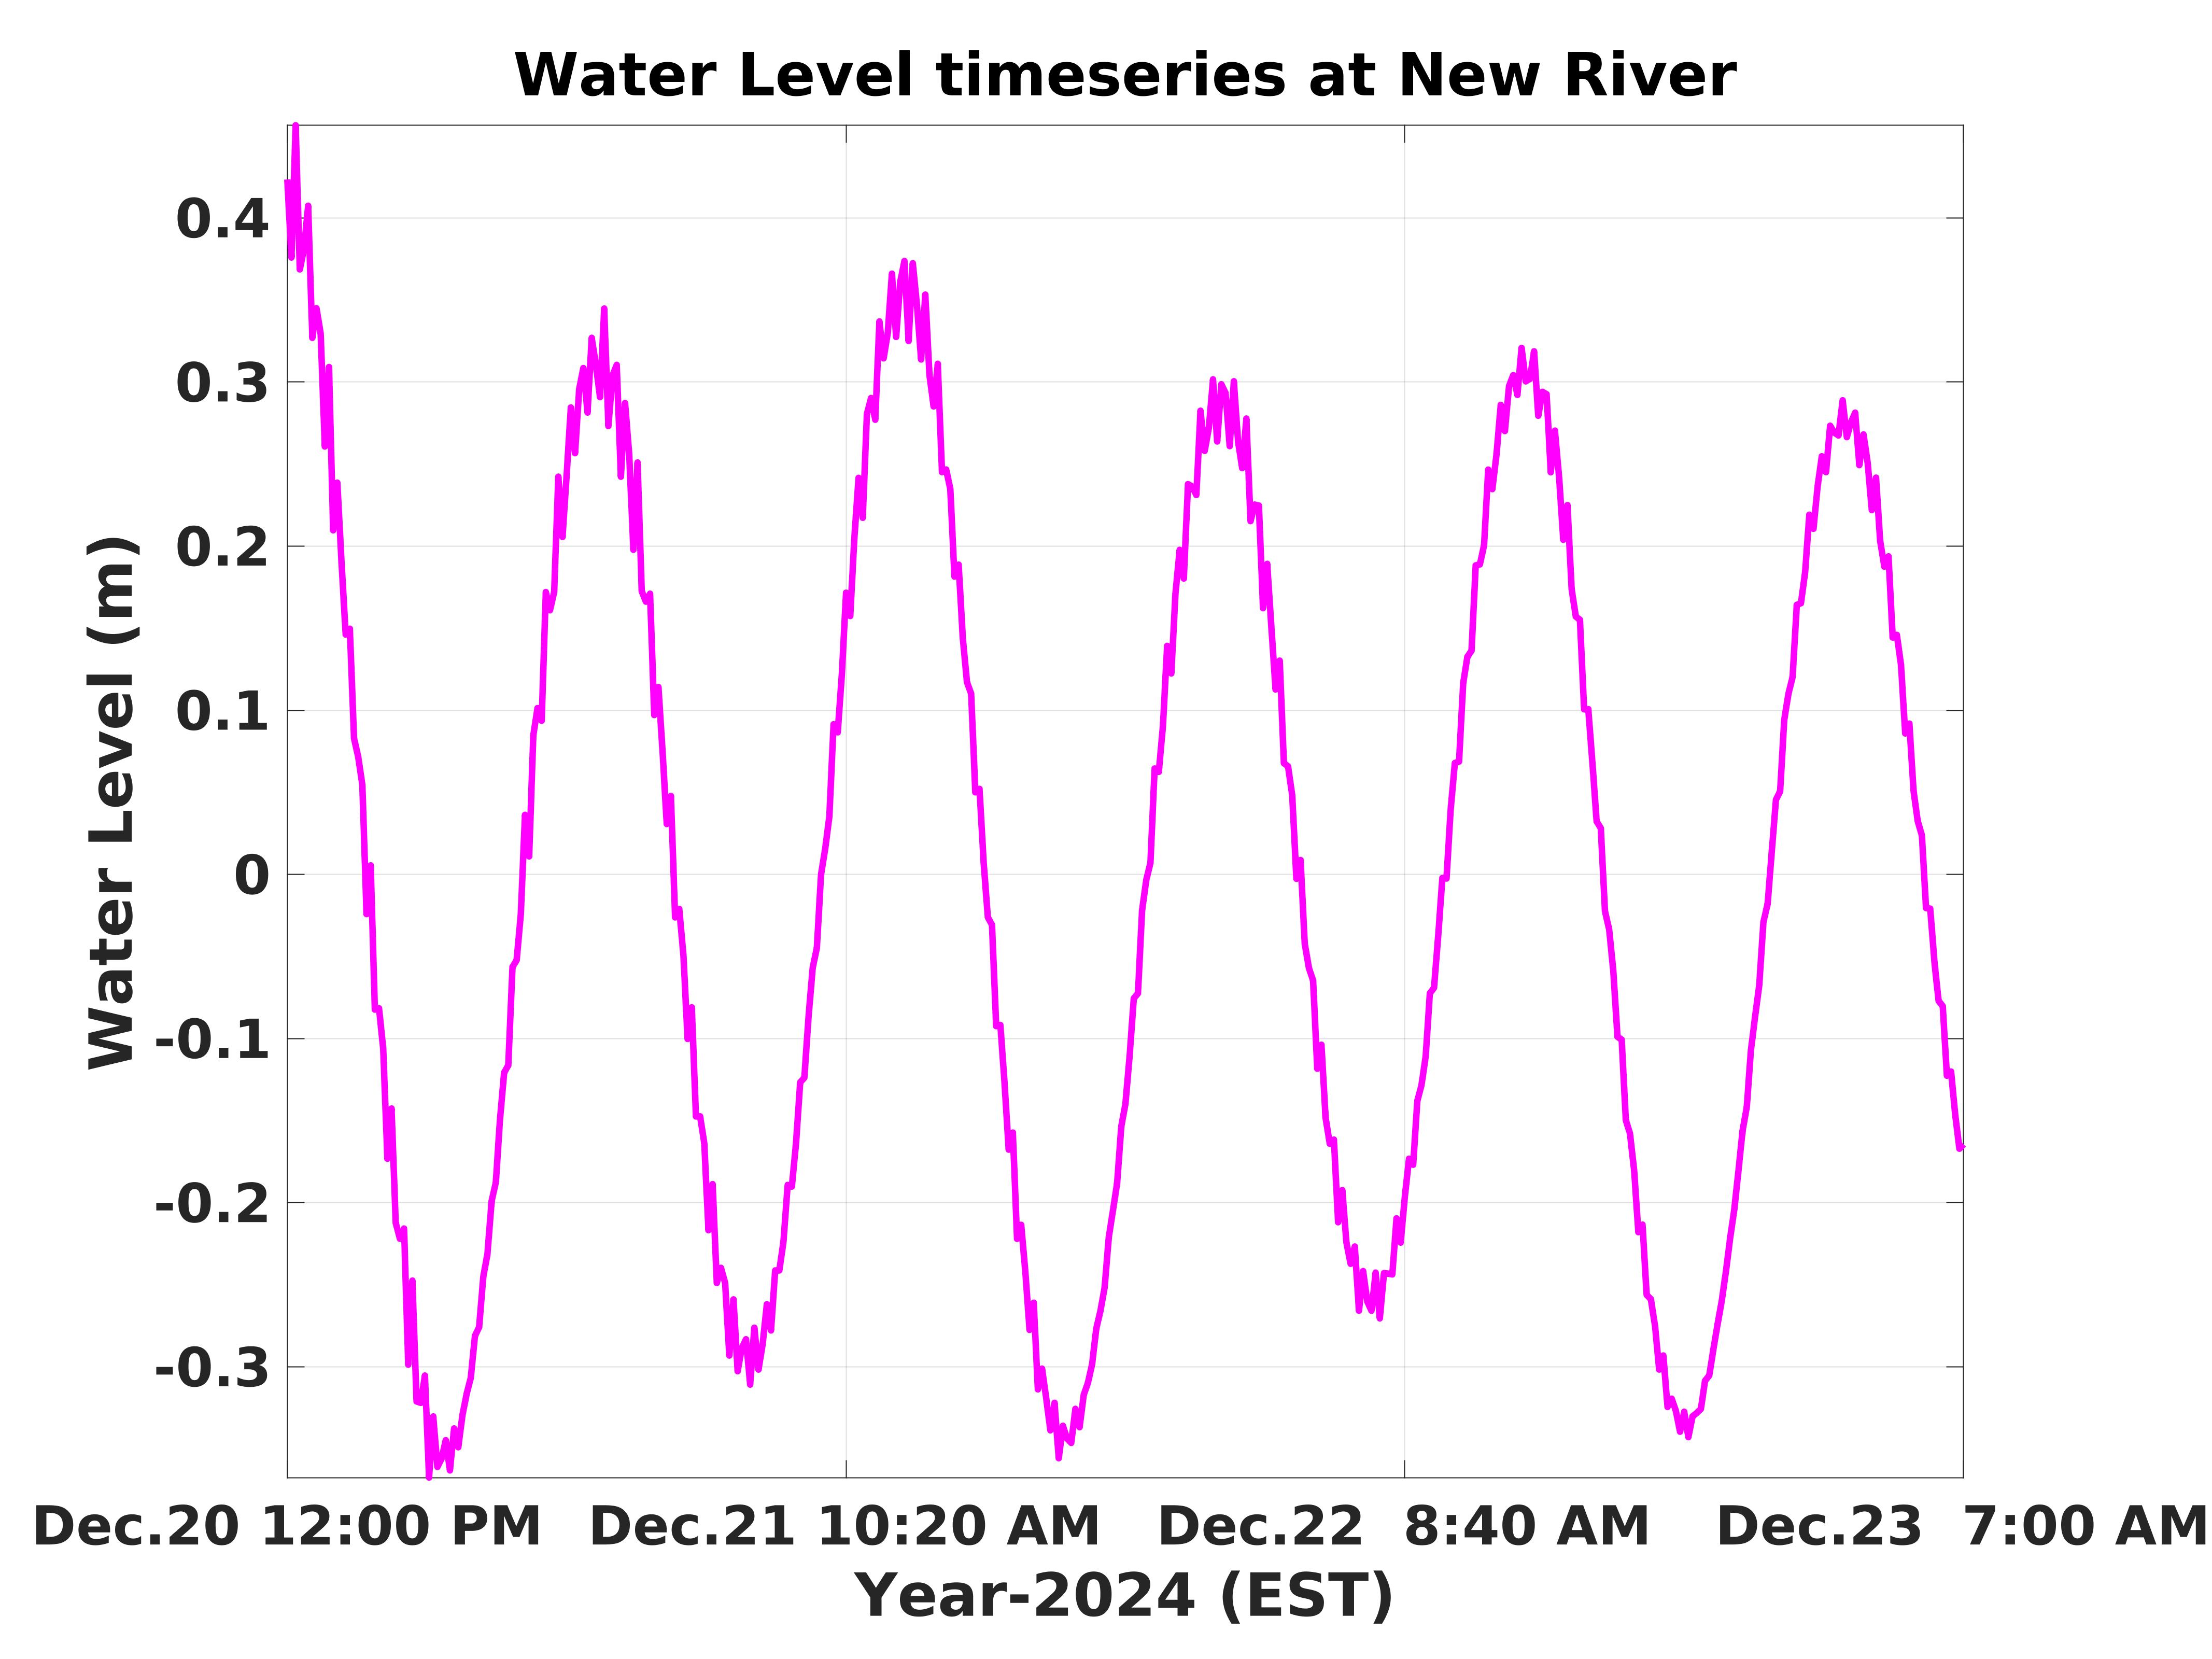 Water Level timeseries at New River
Water Level (m)
0.4
0.3
0.2
0.1
0
-0.1
-0.2
-0.3
Dec.20 12:00 PM Dec.21 10:20 AM Dec.22 8:40 AM Dec.23 7:00 AM
Year-2024 (EST)